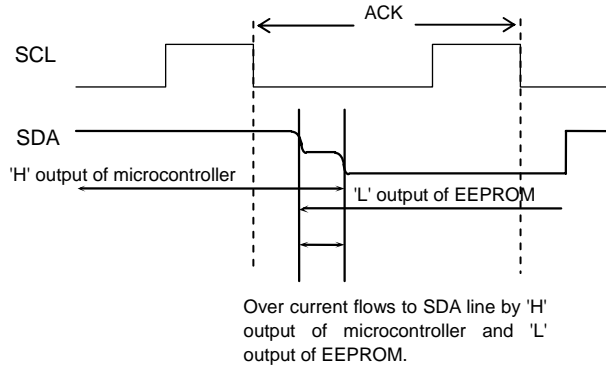 ACK
SCL
SDA
'H' output of microcontroller
'L' output of EEPROM
Over current flows to SDA line by 'H'
output of microcontroller and 'L'
output of EEPROM.